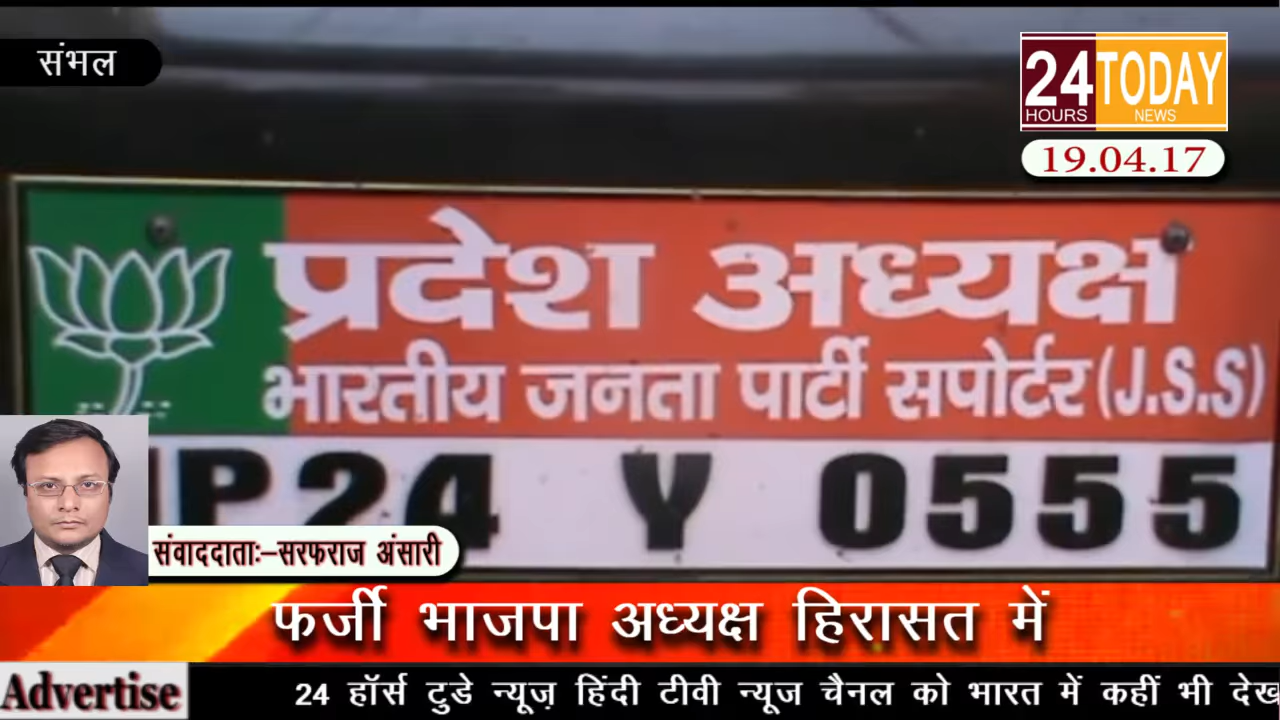 संभल
24 TODAY
HOURS NEWS
19.04.17
प्रदेश अध्यक्ष
भारतीय जनता पार्टी सपोर्टर (J.S.S)
P24 Y 0555
संवाददाताः-सरफराज अंसारी
फर्जी भाजपा अध्यक्ष हिरासत में
Advertise
24 हॉर्स टुडे न्यूज़ हिंदी टीवी न्यूज चैनल को भारत में कहीं भी देख